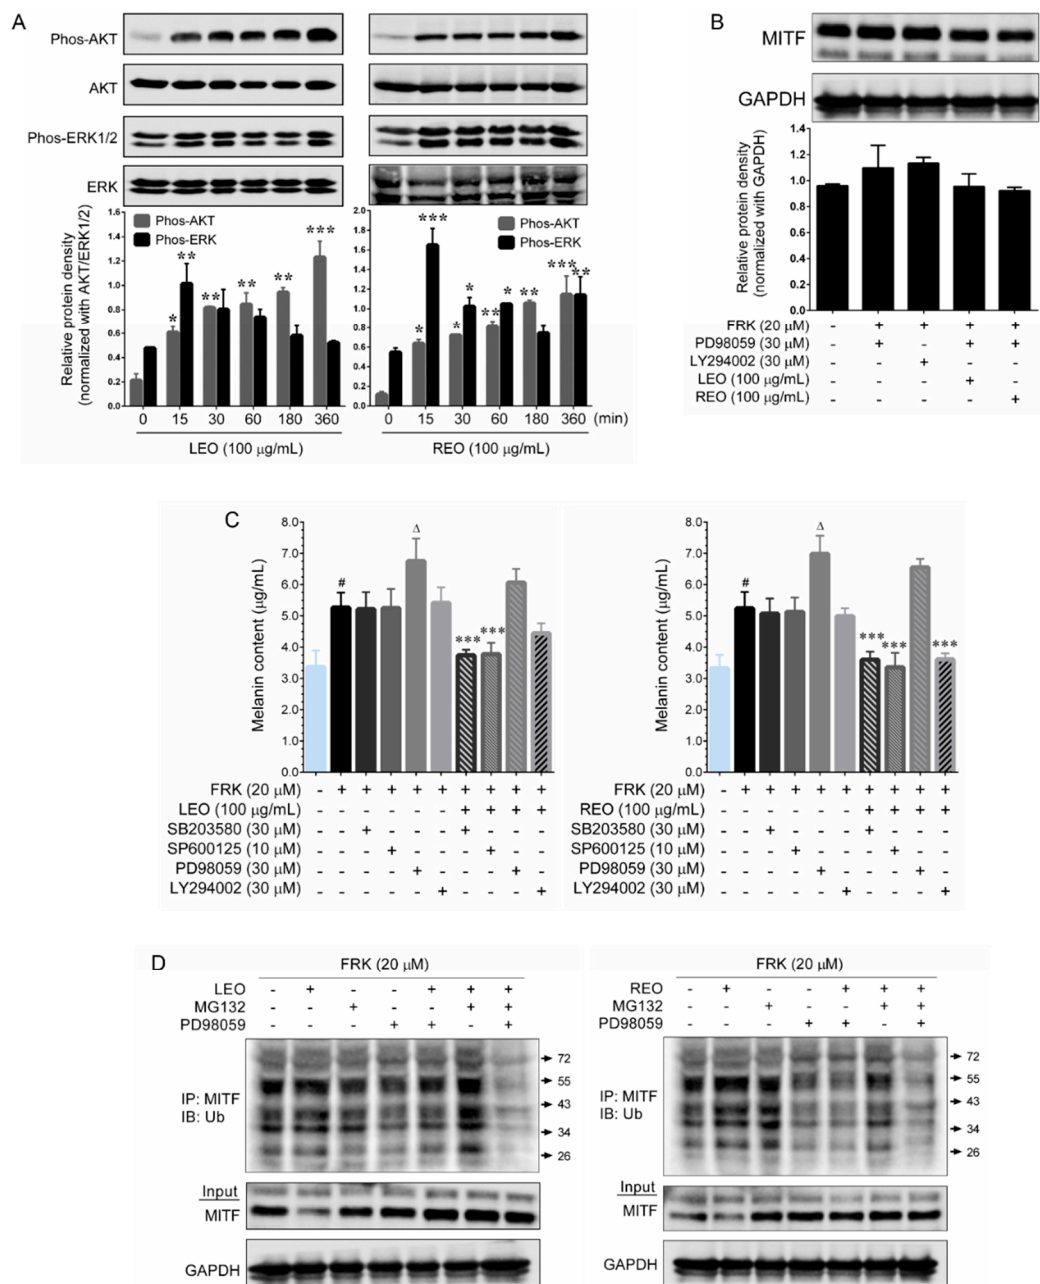 A
Phos-AKT
AKT
Phos-ERK1/2
ERK
Relative protein density
(normalized with AKT/ERK1/2)
1.6
1.4
1.2
1.0
0.8
0.6
0.4
0.2
0.0
Phos-AKT
Phos-ERK
* ** ** ** ** ***
0 15 30 60 180 360
LEO (100 µg/mL)
2.0
1.8
1.6
1.4
1.2
1.0
0.8
0.6
0.4
0.2
0.0
Phos-AKT
Phos-ERK
* *** * * ** * ** *** **
0 15 30 60 180 360 (min)
REO (100 µg/mL)
B
MITF
GAPDH
Relative protein density
(normalized with GAPDH)
1.4
1.2
1.0
0.8
0.6
0.4
0.2
0.0
FRK (20 µM) - + + + +
PD98059 (30 µM) - + - + +
LY294002 (30 µM) - - + - -
LEO (100 µg/mL) - - - + -
REO (100 µg/mL) - - - - +
C
Melanin content (µg/mL)
8.0
7.0
6.0
5.0
4.0
3.0
2.0
1.0
0.0
# Δ *** ***
FRK (20 µM) - + + + + + + + + +
LEO (100 µg/mL) - - - - - - + + + +
SB203580 (30 µM) - - + - - - + - - -
SP600125 (10 µM) - - - + - - - + - -
PD98059 (30 µM) - - - - + - - - + -
LY294002 (30 µM) - - - - - + - - - +
Melanin content (µg/mL)
8.0
7.0
6.0
5.0
4.0
3.0
2.0
1.0
0.0
# Δ *** *** ***
FRK (20 µM) - + + + + + + + + +
REO (100 µg/mL) - - - - - - + + + +
SB203580 (30 µM) - - + - - - + - - -
SP600125 (10 µM) - - - + - - - + - -
PD98059 (30 µM) - - - - + - - - + -
LY294002 (30 µM) - - - - - + - - - +
D
FRK (20 µM)
LEO - + - - + + +
MG132 - - + - - + +
PD98059 - - - + + - +
IP: MITF
IB: Ub
72
55
43
34
26
Input
MITF
GAPDH
FRK (20 µM)
REO - + - - + + +
MG132 - - + - - + +
PD98059 - - - + + - +
IP: MITF
IB: Ub
72
55
43
34
26
Input
MITF
GAPDH